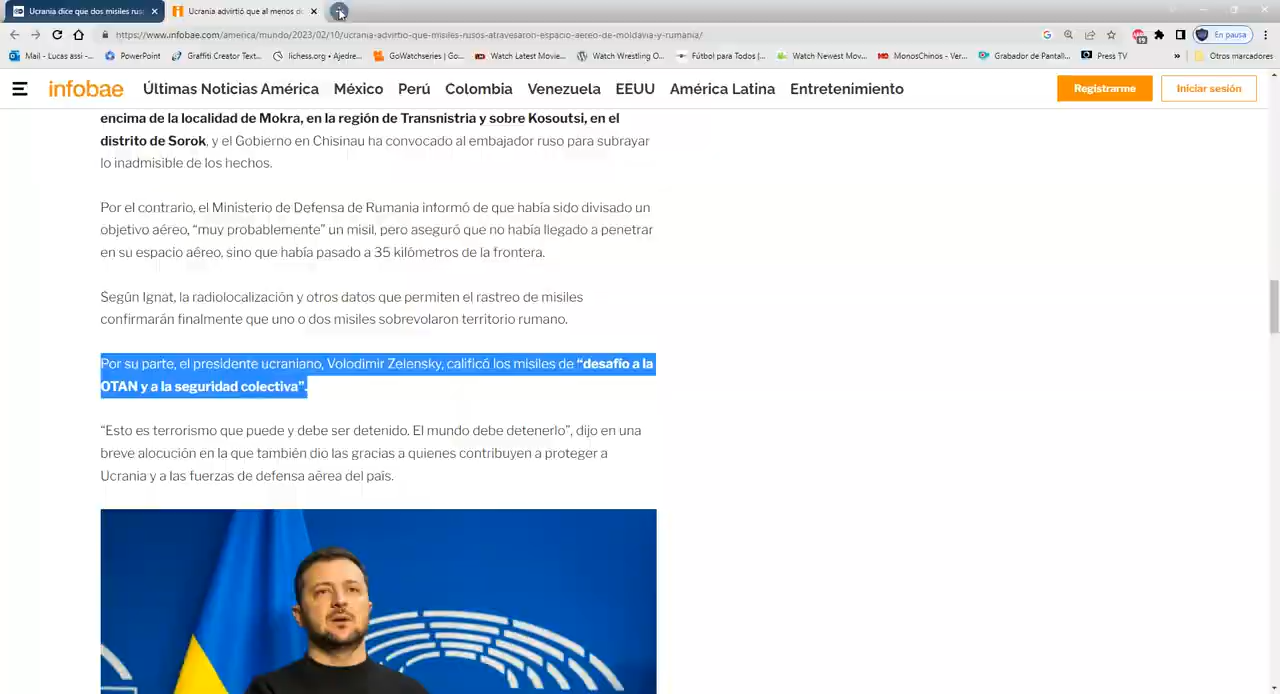 Ucrania dice que dos misiles rus
Ucrania advirtió que al menos de
https://www.infobae.com/america/mundo/2023/02/10/ucrania-advirtio-que-misiles-rusos-atravesaron-espacio-aereo-de-moldavia-y-rumania/
En pausa
Mail - Lucas assi -...
PowerPoint
Graffiti Creator Text...
lichess.org • Ajedre...
GoWatchseries | Go...
Watch Latest Movie...
Watch Wrestling O...
Fútbol para Todos |...
Watch Newest Mov...
MonosChinos - Ver...
Grabador de Pantall...
Press TV
»
Otros marcadores
infobae
Últimas Noticias América
México
Perú
Colombia
Venezuela
EEUU
América Latina
Entretenimiento
Registrarme
Iniciar sesión
encima de la localidad de Mokra, en la región de Transnistria y sobre Kosoutsi, en el
distrito de Sorok, y el Gobierno en Chisinau ha convocado al embajador ruso para subrayar
lo inadmisible de los hechos.
Por el contrario, el Ministerio de Defensa de Rumania informó de que había sido divisado un
objetivo aéreo, “muy probablemente” un misil, pero aseguró que no había llegado a penetrar
en su espacio aéreo, sino que había pasado a 35 kilómetros de la frontera.
Según Ignat, la radiolocalización y otros datos que permiten el rastreo de misiles
confirmarán finalmente que uno o dos misiles sobrevolaron territorio rumano.
Por su parte, el presidente ucraniano, Volodimir Zelensky, calificó los misiles de “desafío a la
OTAN y a la seguridad colectiva”.
“Esto es terrorismo que puede y debe ser detenido. El mundo debe detenerlo”, dijo en una
breve alocución en la que también dio las gracias a quienes contribuyen a proteger a
Ucrania y a las fuerzas de defensa aérea del país.